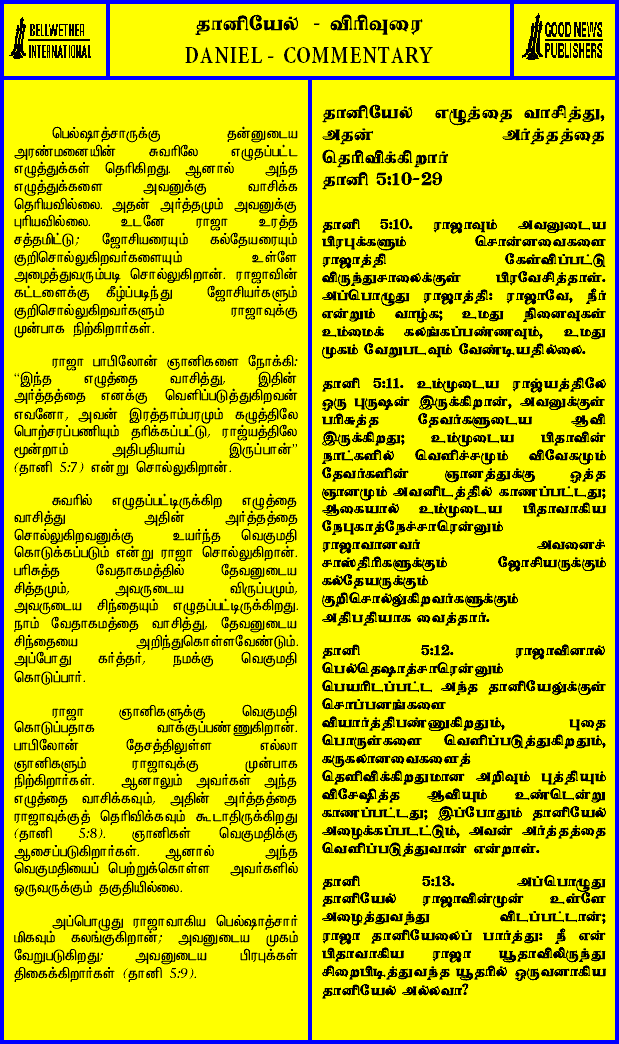 BELLWETHER
INTERNATIONAL
தானியேல் - விரிவுரை
DANIEL - COMMENTARY
GOOD NEWS
PUBLISHERS
பெல்ஷாத்சாருக்கு தன்னுடைய
அரண்மனையின் சுவரிலே எழுதப்பட்ட
எழுத்துக்கள் தெரிகிறது. ஆனால் அந்த
எழுத்துக்களை அவனுக்கு வாசிக்க
தெரியவில்லை. அதன் அர்த்தமும் அவனுக்கு
புரியவில்லை. உடனே ராஜா உரத்த
சத்தமிட்டு; ஜோசியரையும் கல்தேயரையும்
குறிசொல்லுகிறவர்களையும் உள்ளே
அழைத்துவரும்படி சொல்லுகிறான். ராஜாவின்
கட்டளைக்கு கீழ்ப்படிந்து ஜோசியர்களும்
குறிசொல்லுகிறவர்களும் ராஜாவுக்கு
முன்பாக நிற்கிறார்கள்.
ராஜா பாபிலோன் ஞானிகளை நோக்கி:
“இந்த எழுத்தை வாசித்து, இதின்
அர்த்தத்தை எனக்கு வெளிப்படுத்துகிறவன்
எவனோ, அவன் இரத்தாம்பரமும் கழுத்திலே
பொற்சரப்பணியும் தரிக்கப்பட்டு, ராஜ்யத்திலே
மூன்றாம் அதிபதியாய் இருப்பான்”
(தானி 5:7) என்று சொல்லுகிறான்.
சுவரில் எழுதப்பட்டிருக்கிற எழுத்தை
வாசித்து அதின் அர்த்தத்தை
சொல்லுகிறவனுக்கு உயர்ந்த வெகுமதி
கொடுக்கப்படும் என்று ராஜா சொல்லுகிறான்.
பரிசுத்த வேதாகமத்தில் தேவனுடைய
சித்தமும், அவருடைய விருப்பமும்,
அவருடைய சிந்தையும் எழுதப்பட்டிருக்கிறது.
நாம் வேதாகமத்தை வாசித்து, தேவனுடைய
சிந்தையை அறிந்துகொள்ளவேண்டும்.
அப்போது கர்த்தர், நமக்கு வெகுமதி
கொடுப்பார்.
ராஜா ஞானிகளுக்கு வெகுமதி
கொடுப்பதாக வாக்குப்பண்ணுகிறான்.
பாபிலோன் தேசத்திலுள்ள எல்லா
ஞானிகளும் ராஜாவுக்கு முன்பாக
நிற்கிறார்கள். ஆனாலும் அவர்கள் அந்த
எழுத்தை வாசிக்கவும், அதின் அர்த்தத்தை
ராஜாவுக்குத் தெரிவிக்கவும் கூடாதிருக்கிறது
(தானி 5:8). ஞானிகள் வெகுமதிக்கு
ஆசைப்படுகிறார்கள். ஆனால் அந்த
வெகுமதியைப் பெற்றுக்கொள்ள அவர்களில்
ஒருவருக்கும் தகுதியில்லை.
அப்பொழுது ராஜாவாகிய பெல்ஷாத்சார்
மிகவும் கலங்குகிறான்; அவனுடைய முகம்
வேறுபடுகிறது; அவனுடைய பிரபுக்கள்
திகைக்கிறார்கள் (தானி 5:9).
தானியேல் எழுத்தை வாசித்து,
அதன் அர்த்தத்தை
தெரிவிக்கிறார்
தானி 5:10-29
தானி 5:10. ராஜாவும் அவனுடைய
பிரபுக்களும் சொன்னவைகளை
ராஜாத்தி கேள்விப்பட்டு
விருந்துசாலைக்குள் பிரவேசித்தாள்.
அப்பொழுது ராஜாத்தி: ராஜாவே, நீர்
என்றும் வாழ்க; உமது நினைவுகள்
உம்மைக் கலங்கப்பண்ணவும், உமது
முகம் வேறுபடவும் வேண்டியதில்லை.
தானி 5:11. உம்முடைய ராஜ்யத்திலே
ஒரு புருஷன் இருக்கிறான், அவனுக்குள்
பரிசுத்த தேவர்களுடைய ஆவி
இருக்கிறது; உம்முடைய பிதாவின்
நாட்களில் வெளிச்சமும் விவேகமும்
தேவர்களின் ஞானத்துக்கு ஒத்த
ஞானமும் அவனிடத்தில் காணப்பட்டது;
ஆகையால் உம்முடைய பிதாவாகிய
நேபுகாத்நேச்சாரென்னும்
ராஜாவானவர் அவனைச்
சாஸ்திரிகளுக்கும் ஜோசியருக்கும்
கல்தேயருக்கும்
குறிசொல்லுகிறவர்களுக்கும்
அதிபதியாக வைத்தார்.
தானி 5:12. ராஜாவினால்
பெல்தெஷாத்சாரென்னும்
பெயரிடப்பட்ட அந்த தானியேலுக்குள்
சொப்பனங்களை
வியார்த்திபண்ணுகிறதும், புதை
பொருள்களை வெளிப்படுத்துகிறதும்,
கருகலானவைகளைத்
தெளிவிக்கிறதுமான அறிவும் புத்தியும்
விசேஷித்த ஆவியும் உண்டென்று
காணப்பட்டது; இப்போதும் தானியேல்
அழைக்கப்படட்டும், அவன் அர்த்தத்தை
வெளிப்படுத்துவான் என்றாள்.
தானி 5:13. அப்பொழுது
தானியேல் ராஜாவின்முன் உள்ளே
அழைத்துவந்து விடப்பட்டான்;
ராஜா தானியேலைப் பார்த்து: நீ என்
பிதாவாகிய ராஜா யூதாவிலிருந்து
சிறைபிடித்துவந்த யூதரில் ஒருவனாகிய
தானியேல் அல்லவா?